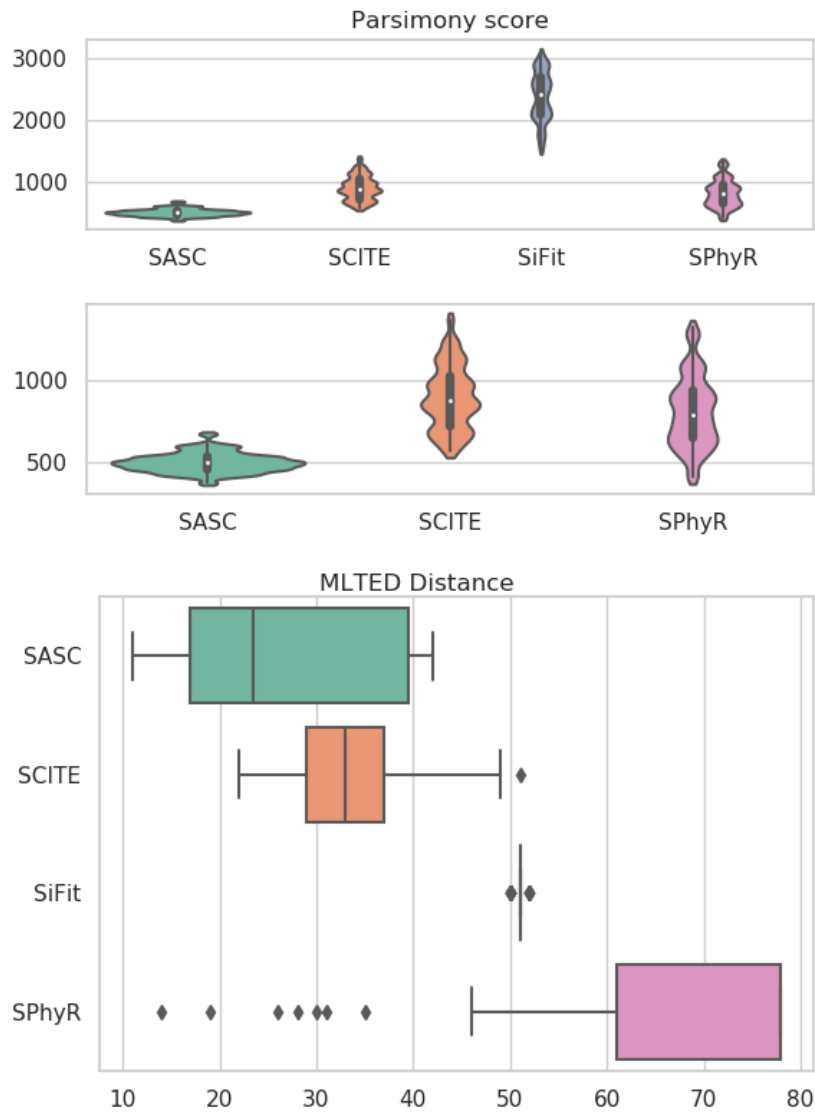 Parsimony score
3000
2000
1000
SASC SCITE SiFit SPhyR
1000
500
SASC SCITE SPhyR
MLTED Distance
SASC
SCITE
SiFit
SPhyR
10 20 30 40 50 60 70 80